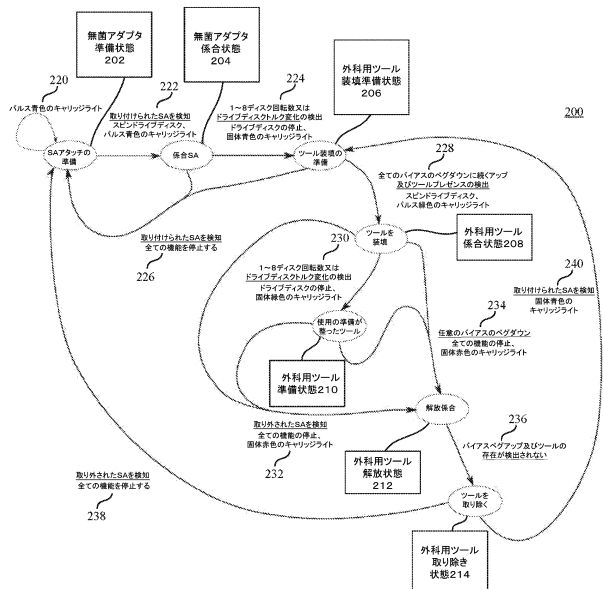 無菌アダプタ
準備状態
202
無菌アダプタ
係合状態
204
外科用ツール
装填準備状態
206
200
220
パルス青色のキャリッジライト
222
取り付けられたSAを検知
スピンドライブディスク、
パルス青色のキャリッジライト
224
1～8ディスク回転数又は
ドライブディスクトルク変化の検出
ドライブディスクの停止、
固体青色のキャリッジライト
SAアタッチの
準備
係合SA
ツール装填の
準備
228
全てのバイアスのペグダウンに続くアップ
及びツールプレゼンスの検出
スピンドライブディスク、
パルス緑色のキャリッジライト
取り付けられたSAを検知
全ての機能を停止する
226
ツールを
装填
外科用ツール
係合状態208
230
1～8ディスク回転数又は
ドライブディスクトルク変化の検出
ドライブディスクの停止、
固体緑色のキャリッジライト
240
取り付けられたSAを検知
固体青色の
キャリッジライト
234
任意のバイアスのペグダウン
全ての機能の停止、
固体赤色のキャリッジライト
使用の準備が
整ったツール
外科用ツール
準備状態210
解放係合
236
バイアスペグアップ及びツールの
存在が検出されない
取り外されたSAを検知
全ての機能の停止、
固体赤色のキャリッジライト
232
外科用ツール
解放状態
212
取り外されたSAを検知
全ての機能を停止する
238
ツールを
取り除く
外科用ツール
取り除き
状態214